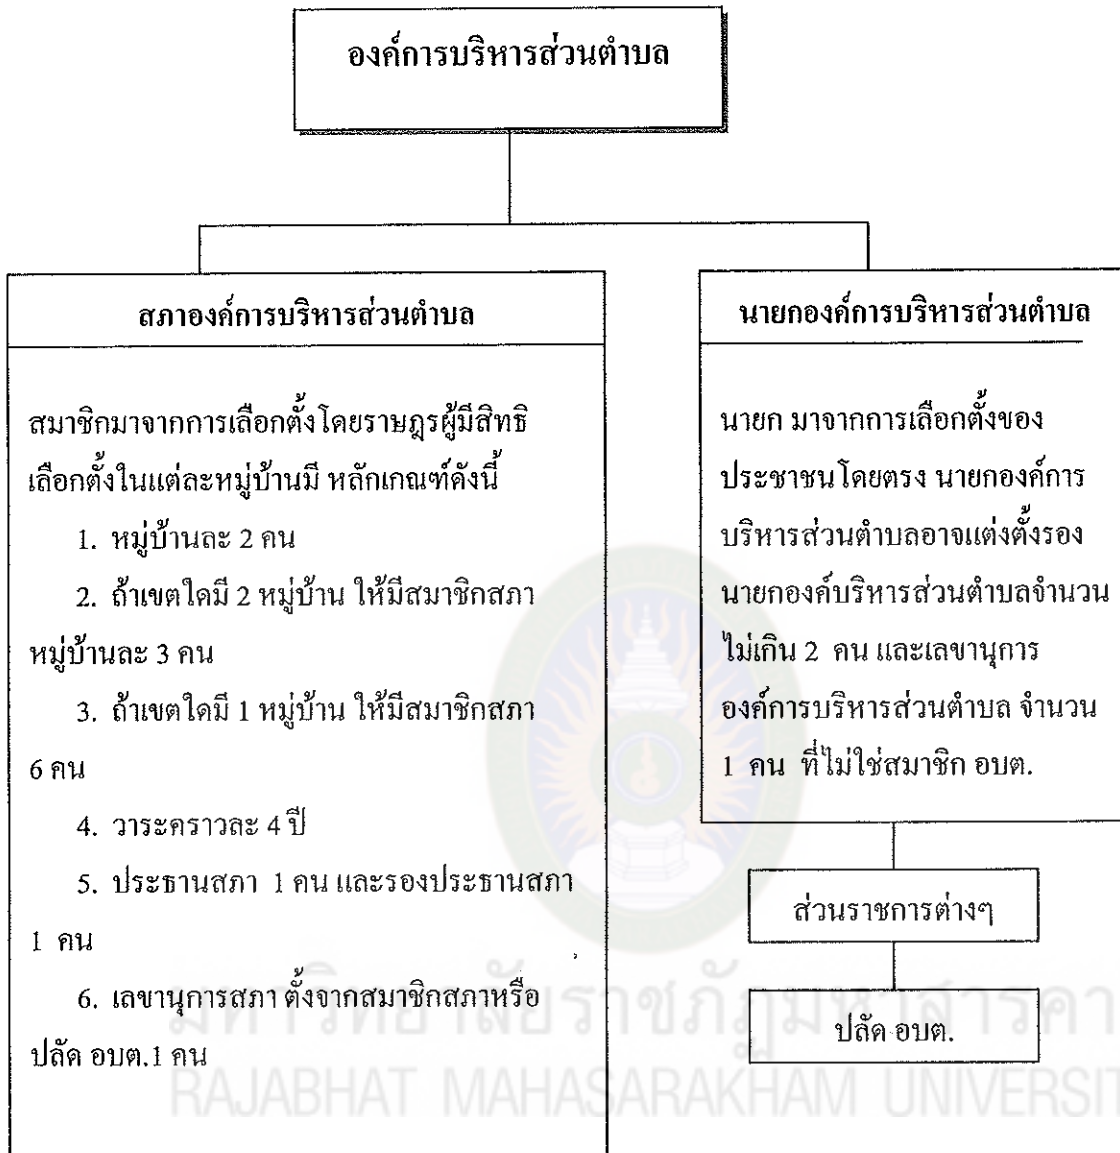 องค์การบริหารส่วนตำบล
สภาองค์การบริหารส่วนตำบล
สมาชิกมาจากการเลือกตั้งโดยราษฎรผู้มีสิทธิ
เลือกตั้งในแต่ละหมู่บ้านมี หลักเกณฑ์ดังนี้
1. หมู่บ้านละ 2 คน
2. ถ้าเขตใดมี 2 หมู่บ้าน ให้มีสมาชิกสภา
หมู่บ้านละ 3 คน
3. ถ้าเขตใดมี 1 หมู่บ้าน ให้มีสมาชิกสภา
6 คน
4. วาระคราวละ 4 ปี
5. ประธานสภา 1 คน และรองประธานสภา
1 คน
6. เลขานุการสภา ตั้งจากสมาชิกสภาหรือ
ปลัด อบต.1 คน
นายกองค์การบริหารส่วนตำบล
นายก มาจากการเลือกตั้งของ
ประชาชนโดยตรง นายกองค์การ
บริหารส่วนตำบลอาจแต่งตั้งรอง
นายกองค์บริหารส่วนตำบลจำนวน
ไม่เกิน 2 คน และเลขานุการ
องค์การบริหารส่วนตำบล จำนวน
1 คน ที่ไม่ใช่สมาชิก อบต.
ส่วนราชการต่างๆ
ปลัด อบต.
มหาวิทยาลัยราชภัฏมหาสารคา
RAJABHAT MAHASARAKHAM UNIVERSIT